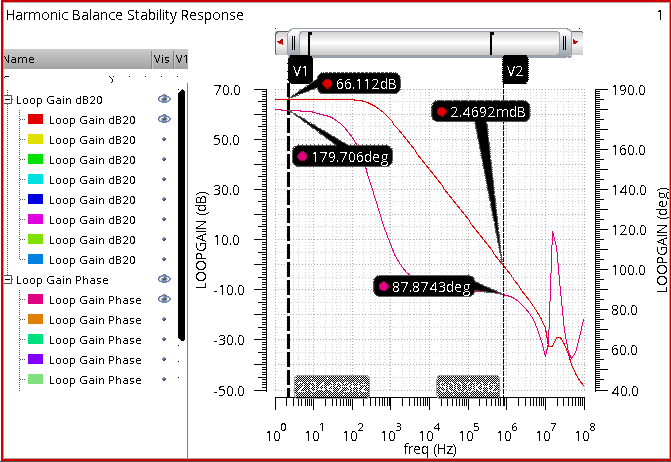 Harmonic Balance Stability Response 1
Name Vis V1
Loop Gain dB20
Loop Gain dB20
Loop Gain dB20
Loop Gain dB20
Loop Gain dB20
Loop Gain dB20
Loop Gain dB20
Loop Gain dB20
Loop Gain dB20
Loop Gain Phase
Loop Gain Phase
Loop Gain Phase
Loop Gain Phase
Loop Gain Phase
Loop Gain Phase
V1 V2
66.112dB
2.4692mdB
179.706deg
87.8743deg
LOOPGAIN (dB)
70.0
50.0
30.0
10.0
-10.0
-30.0
-50.0
LOOPGAIN (deg)
190.0
160.0
140.0
120.0
100.0
80.0
60.0
40.0
10^0 10^1 10^2 10^3 10^4 10^5 10^6 10^7 10^8
freq (Hz)